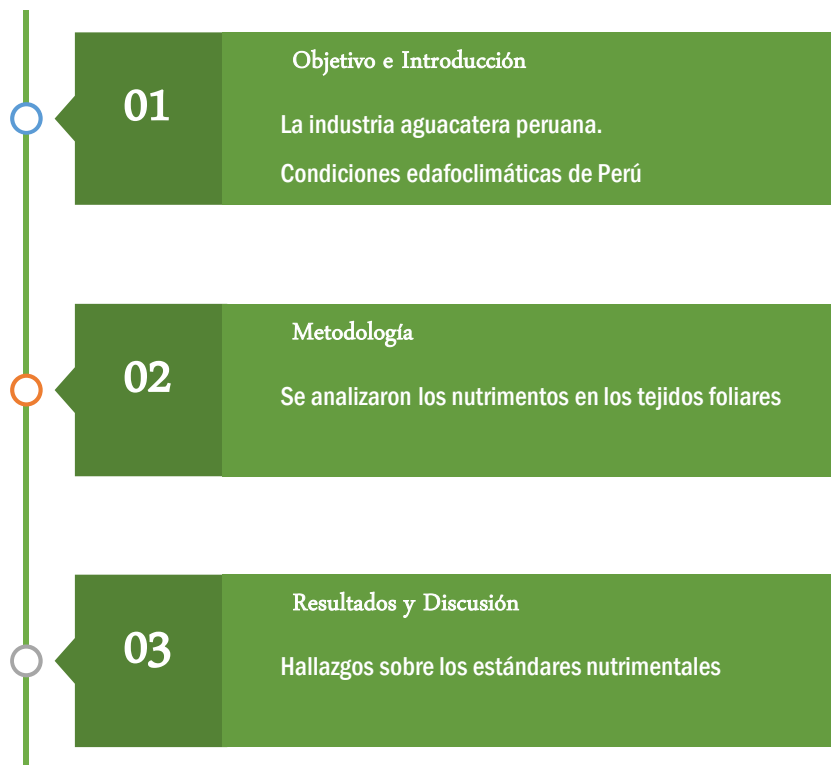 01
Objetivo e Introducción
La industria aguacatera peruana.
Condiciones edafoclimáticas de Perú
02
Metodología
Se analizaron los nutrimentos en los tejidos foliares
03
Resultados y Discusión
Hallazgos sobre los estándares nutrimentales